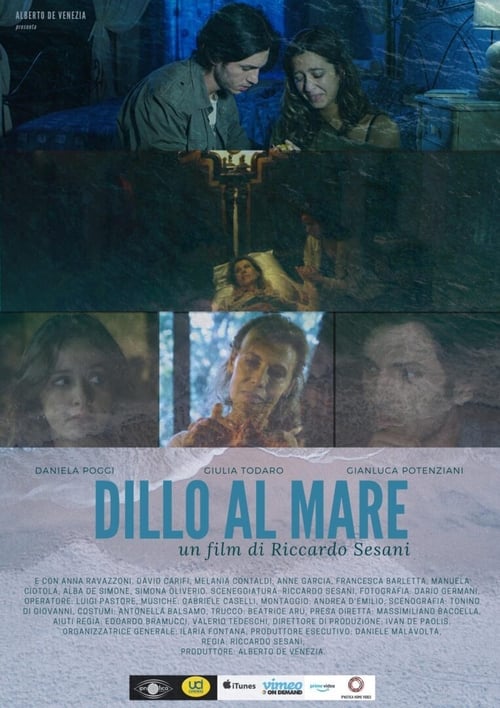 ALBERTO DE VENEZIA
presenta
DANIELA POGGI GIULIA TODARO GIANLUCA POTENZIANI
DILLO AL MARE
un film di Riccardo Sesani
E CON ANNA RAVAZZONI, DAVID CARIFI, MELANIA CONTALDI, ANNE GARCIA, FRANCESCA BARLETTA, MANUELA
CIOTOLA, ALBA DE SIMONE, SIMONA OLIVERIO. SCENEGGIATURA: RICCARDO SESANI, FOTOGRAFIA: DARIO GERMANI,
OPERATORE: LUIGI PASTORE, MUSICHE: GABRIELE CASELLI, MONTAGGIO: ANDREA D'EMILIO, SCENOGRAFIA: TONINO
DI GIOVANNI, COSTUMI: ANTONELLA BALSAMO, TRUCCO: BEATRICE ARU, PRESA DIRETTA: MASSIMILIANO BACCELLA,
AIUTI REGIA: EDOARDO BRAMUCCI, VALERIO TEDESCHI, DIRETTORE DI PRODUZIONE: IVAN DE PAOLIS,
ORGANIZZATRICE GENERALE: ILARIA FONTANA, PRODUTTORE ESECUTIVO: DANIELE MALAVOLTA,
REGIA: RICCARDO SESANI,
PRODUTTORE: ALBERTO DE VENEZIA.
UCI CINEMAS iTunes vimeo ON DEMAND prime video